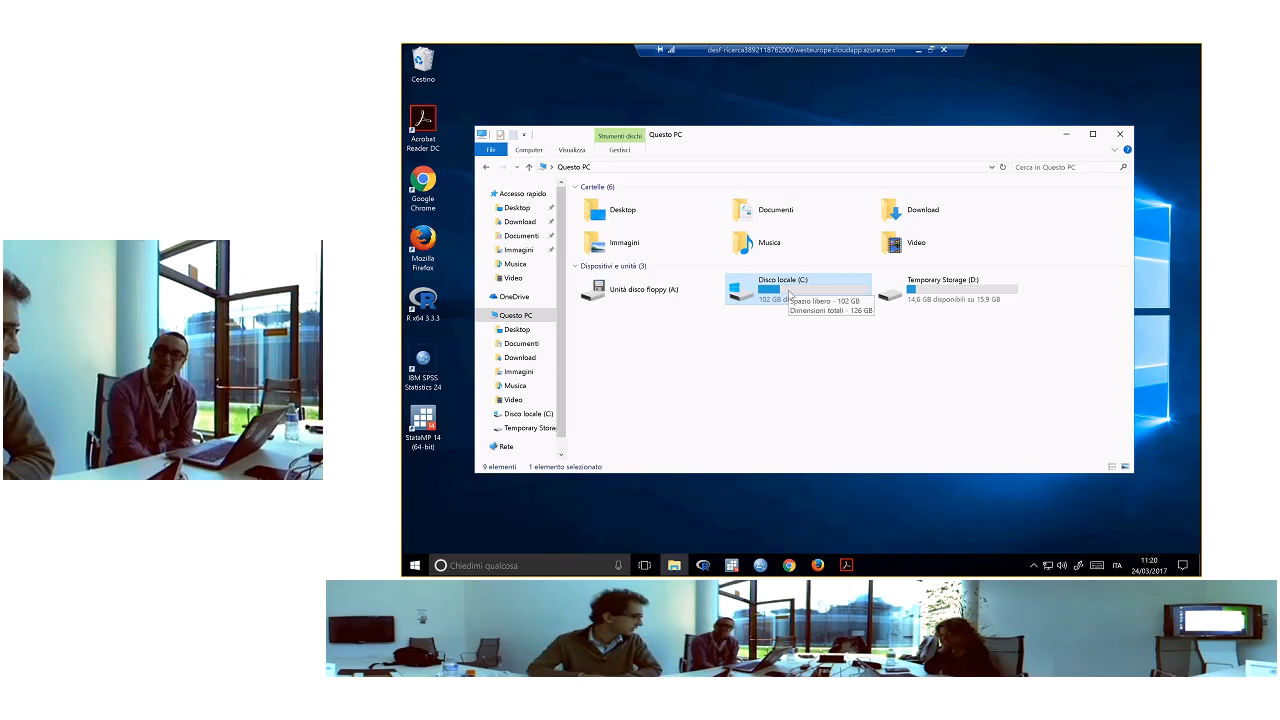 desf-ricerca3892118762000.westeurope.cloudapp.azure.com
Cestino
Acrobat
Reader DC
Google
Chrome
Mozilla
Firefox
R x64 3.3.3
IBM SPSS
Statistics 24
StataMP 14
(64-bit)
Strumenti dischi
Questo PC
File
Computer
Visualizza
Gestisci
Questo PC
Cerca in Questo PC
Accesso rapido
Desktop
Download
Documenti
Immagini
Musica
Video
OneDrive
Questo PC
Desktop
Documenti
Download
Immagini
Musica
Video
Disco locale (C:)
Temporary Stora
Rete
Cartelle (6)
Desktop
Documenti
Download
Immagini
Musica
Video
Dispositivi e unità (3)
Unità disco floppy (A:)
Disco locale (C:)
102 GB di
Spazio libero - 102 GB
Dimensioni totali - 126 GB
Temporary Storage (D:)
14,6 GB disponibili su 15,9 GB
9 elementi
1 elemento selezionato
Chiedimi qualcosa
ITA
11:20
24/03/2017